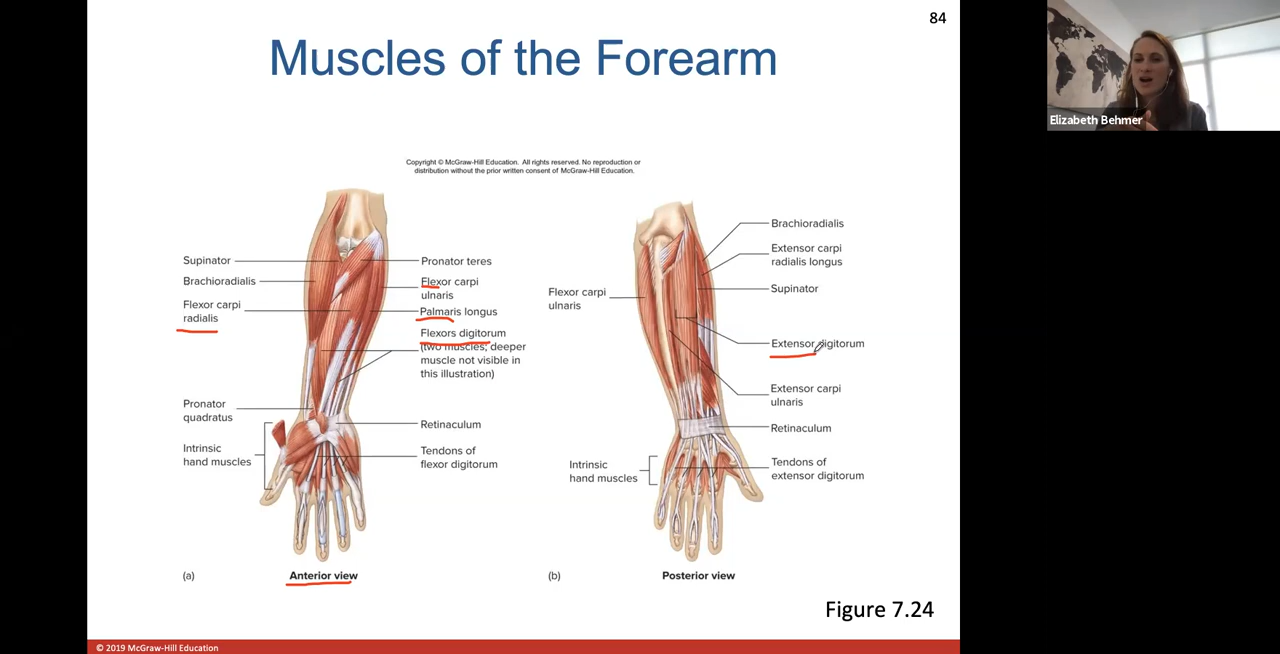 84
Muscles of the Forearm
Elizabeth Behmer
Copyright © McGraw-Hill Education. All rights reserved. No reproduction or
distribution without the prior written consent of McGraw-Hill Education.
Supinator
Brachioradialis
Flexor carpi
radialis
Pronator
quadratus
Intrinsic
hand muscles
Pronator teres
Flexor carpi
ulnaris
Palmaris longus
Flexors digitorum
(two muscles; deeper
muscle not visible in
this illustration)
Retinaculum
Tendons of
flexor digitorum
(a)
Anterior view
Flexor carpi
ulnaris
Intrinsic
hand muscles
Brachioradialis
Extensor carpi
radialis longus
Supinator
Extensor digitorum
Extensor carpi
ulnaris
Retinaculum
Tendons of
extensor digitorum
(b)
Posterior view
Figure 7.24
© 2019 McGraw-Hill Education